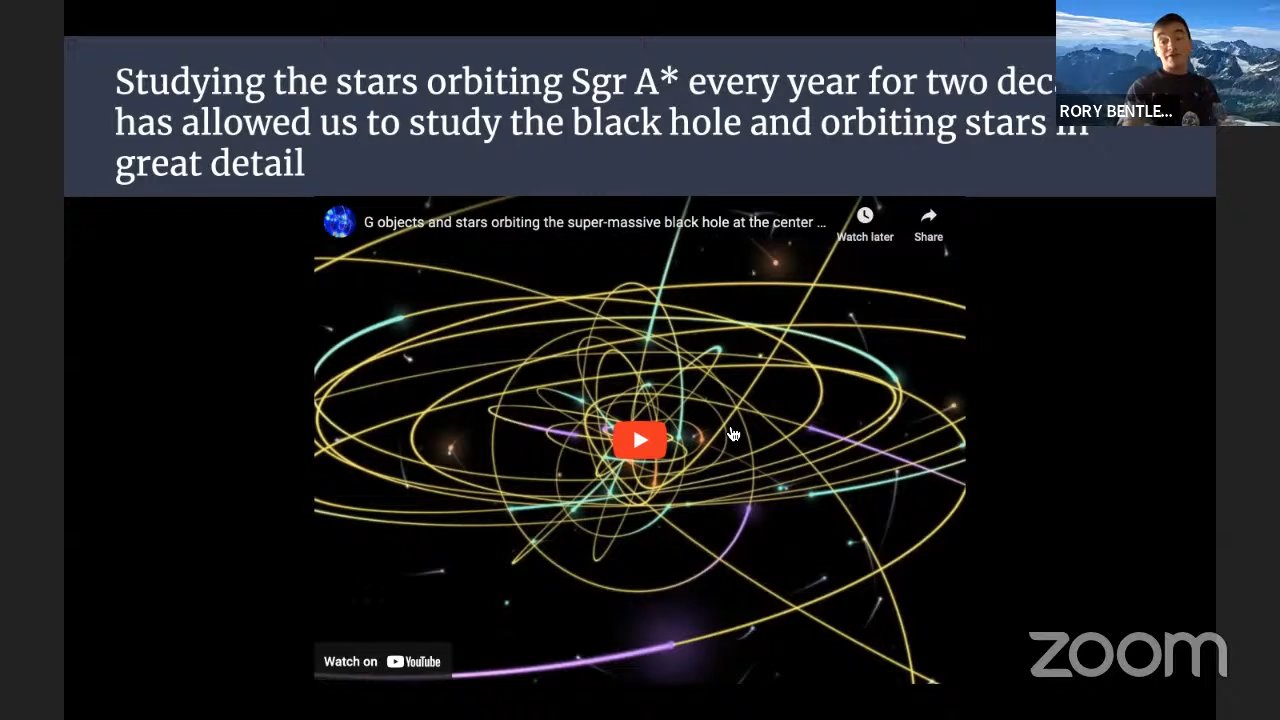 Studying the stars orbiting Sgr A* every year for two deca
has allowed us to study the black hole and orbiting stars in
great detail
RORY BENTLE...
G objects and stars orbiting the super-massive black hole at the center ...
Watch later
Share
Watch on YouTube
zoom